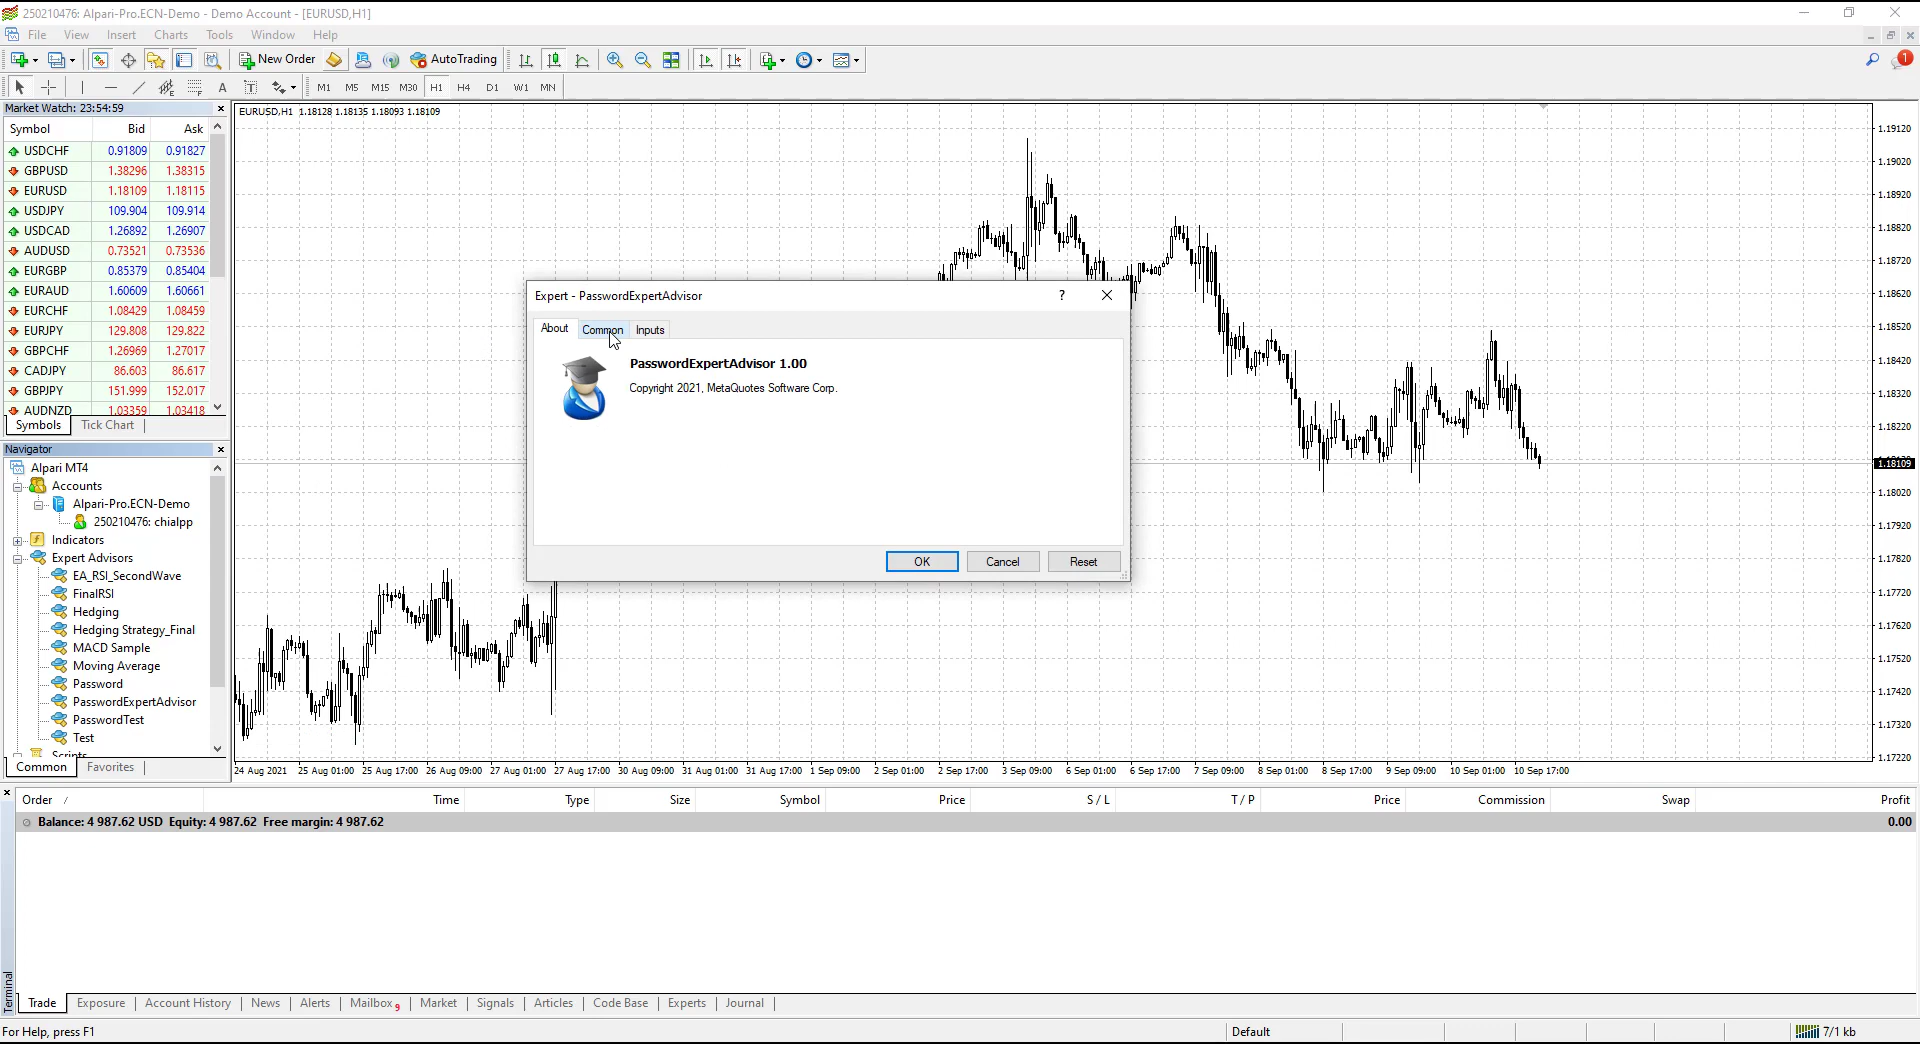 250210476: Alpari-Pro.ECN-Demo - Demo Account - [EURUSD,H1]
File View Insert Charts Tools Window Help
New Order AutoTrading 1
A T M1 M5 M15 M30 H1 H4 D1 W1 MN
Market Watch: 23:54:59
Symbol Bid Ask
USDCHF 0.91809 0.91827
GBPUSD 1.38296 1.38315
EURUSD 1.18109 1.18115
USDJPY 109.904 109.914
USDCAD 1.26892 1.26907
AUDUSD 0.73521 0.73536
EURGBP 0.85379 0.85404
EURAUD 1.60609 1.60661
EURCHF 1.08429 1.08459
EURJPY 129.808 129.822
GBPCHF 1.26969 1.27017
CADJPY 86.603 86.617
GBPJPY 151.999 152.017
AUDNZD 1.03359 1.03418
Symbols Tick Chart
Navigator
Alpari MT4
Accounts
Alpari-Pro.ECN-Demo
250210476: chialpp
Indicators
Expert Advisors
EA_RSI_SecondWave
FinalRSI
Hedging
Hedging Strategy_Final
MACD Sample
Moving Average
Password
PasswordExpertAdvisor
PasswordTest
Test
Scripts
Common Favorites
EURUSD,H1 1.18128 1.18135 1.18093 1.18109
1.19120
1.19020
1.18920
1.18820
1.18720
1.18620
1.18520
1.18420
1.18320
1.18220
1.18109
1.18020
1.17920
1.17820
1.17720
1.17620
1.17520
1.17420
1.17320
1.17220
24 Aug 2021 25 Aug 01:00 25 Aug 17:00 26 Aug 09:00 27 Aug 01:00 27 Aug 17:00 30 Aug 09:00 31 Aug 01:00 31 Aug 17:00 1 Sep 09:00 2 Sep 01:00 2 Sep 17:00 3 Sep 09:00 6 Sep 01:00 6 Sep 17:00 7 Sep 09:00 8 Sep 01:00 8 Sep 17:00 9 Sep 09:00 10 Sep 01:00 10 Sep 17:00
Expert - PasswordExpertAdvisor ?
About Common Inputs
PasswordExpertAdvisor 1.00
Copyright 2021, MetaQuotes Software Corp.
OK Cancel Reset
Order / Time Type Size Symbol Price S / L T / P Price Commission Swap Profit
Balance: 4 987.62 USD Equity: 4 987.62 Free margin: 4 987.62 0.00
Terminal
Trade Exposure Account History News Alerts Mailbox 9 Market Signals Articles Code Base Experts Journal
For Help, press F1 Default 7/1 kb